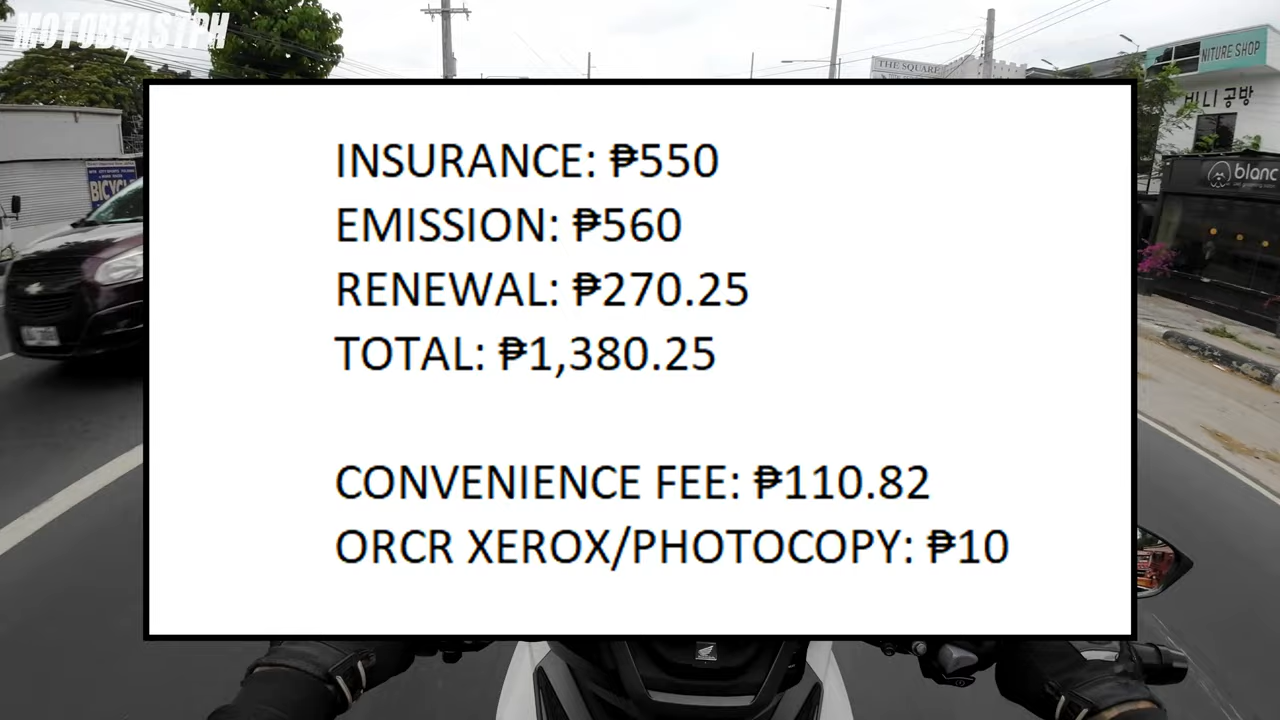 MOTOBEASTPH
THE SQUARE
NITURE SHOP
비니공방
BICYCL
blanc
INSURANCE: ₱550
EMISSION: ₱560
RENEWAL: ₱270.25
TOTAL: ₱1,380.25
CONVENIENCE FEE: ₱110.82
ORCR XEROX/PHOTOCOPY: ₱10